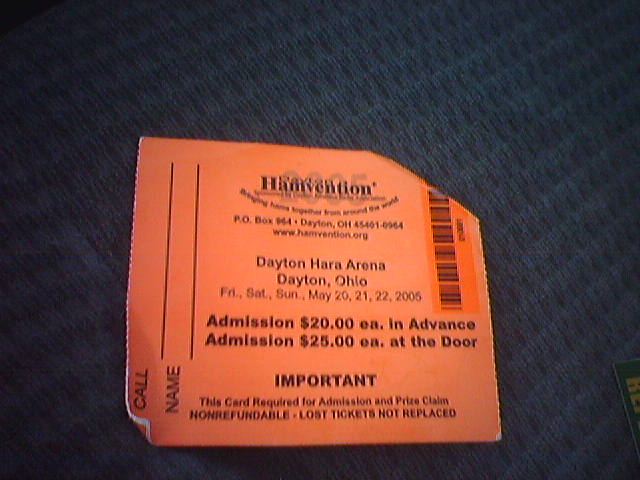 2005
Hamvention®
Bringing hams together from around the world
P.O. Box 964 • Dayton, OH 45401-0964
www.hamvention.org
Dayton Hara Arena
Dayton, Ohio
Fri., Sat., Sun., May 20, 21, 22, 2005
Admission $20.00 ea. in Advance
Admission $25.00 ea. at the Door
IMPORTANT
This Card Required for Admission and Prize Claim
NONREFUNDABLE - LOST TICKETS NOT REPLACED
CALL
NAME